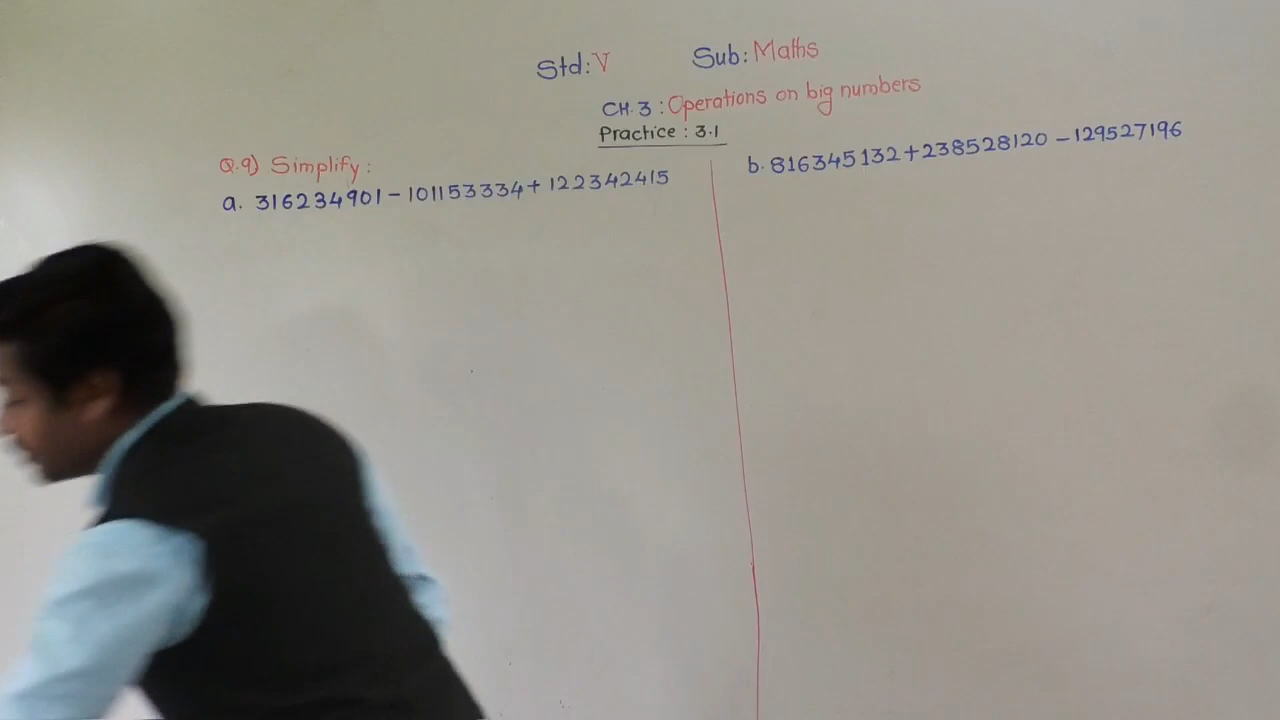 Std: V Sub: Maths
CH. 3 : Operations on big numbers
Practice : 3.1
Q.9) Simplify :
a. 316234901 - 101153334 + 122342415
b. 816345132 + 238528120 - 129527196